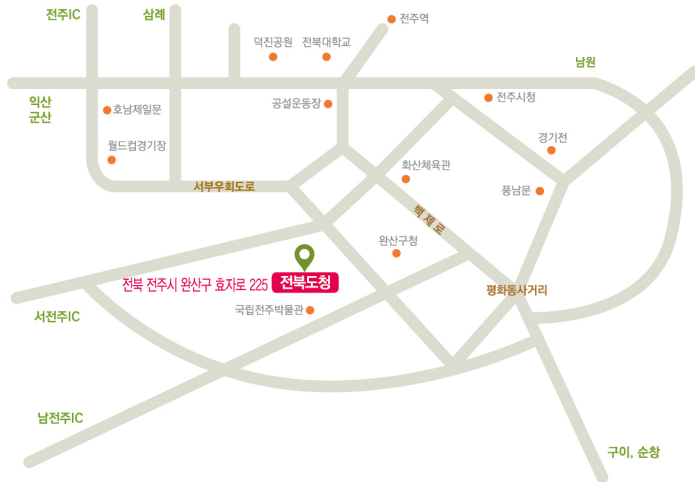 전주IC
삼례
전주역
덕진공원
전북대학교
남원
익산
군산
호남제일문
공설운동장
전주시청
월드컵경기장
경기전
화산체육관
서부우회도로
풍남문
백제로
완산구청
전북 전주시 완산구 효자로 225
전북도청
평화동사거리
국립전주박물관
서전주IC
남전주IC
구이, 순창